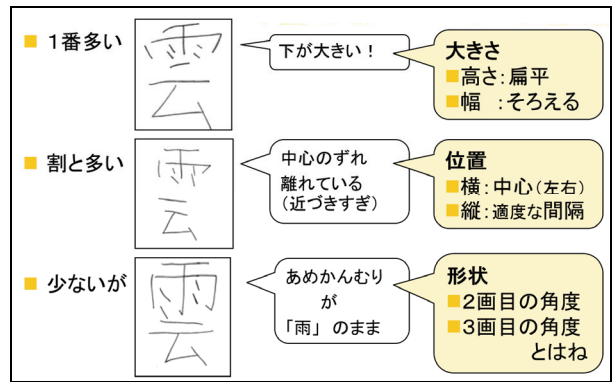 ■ 1番多い
雲
下が大きい！
大きさ
■高さ：扁平
■幅　：そろえる
■ 割と多い
雲
中心のずれ
離れている
（近づきすぎ）
位置
■横：中心（左右）
■縦：適度な間隔
■ 少ないが
雲
あめかんむり
が
「雨」のまま
形状
■2画目の角度
■3画目の角度
とはね